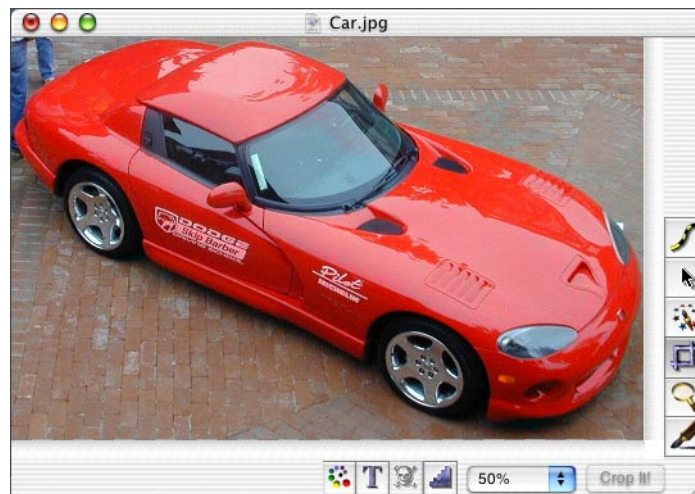 Car.jpg
DODGE
Skip Barber
Pilot
MICHELIN
T
50%
Crop It!